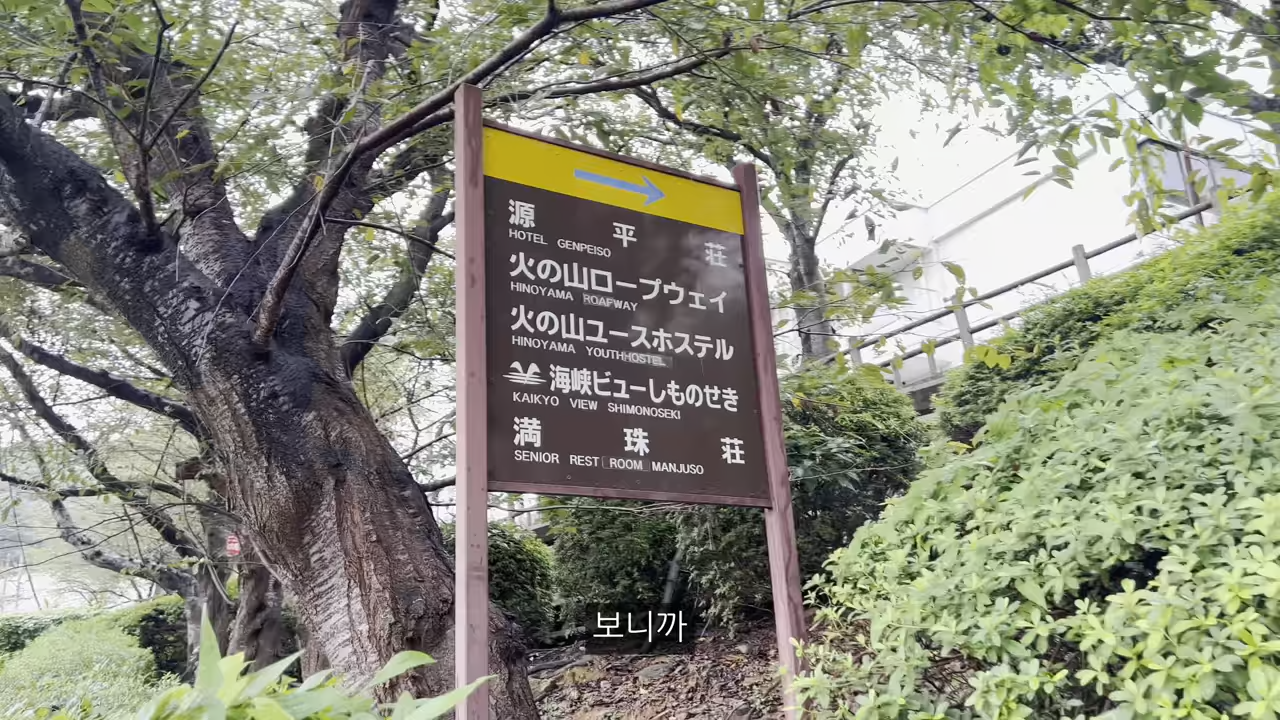 源平荘
HOTEL GENPEISO
火の山ロープウェイ
HINOYAMA ROAPWAY
火の山ユースホステル
HINOYAMA YOUTHHOSTEL
海峡ビューしものせき
KAIKYO VIEW SHIMONOSEKI
満珠荘
SENIOR REST ROOM MANJUSO
보니까